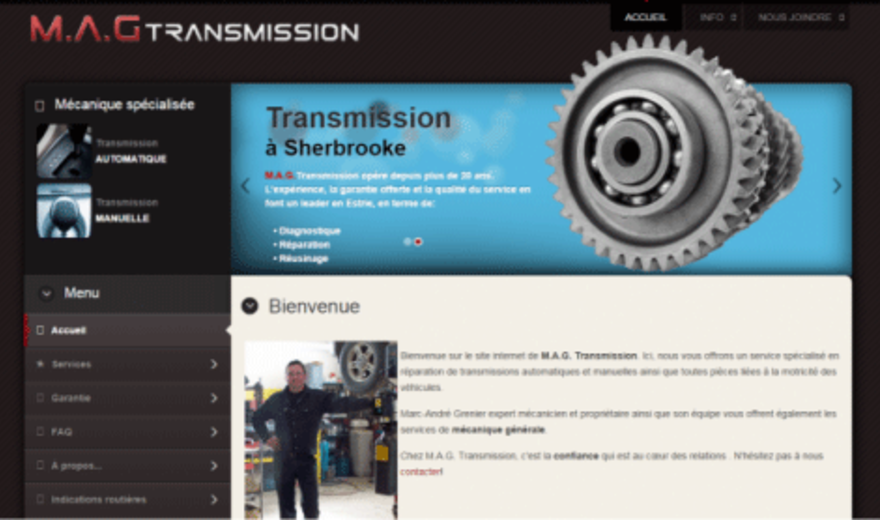 M.A.G TRANSMISSION
ACCUEIL
INFO
NOUS JOINDRE
Mécanique spécialisée
Transmission
AUTOMATIQUE
Transmission
MANUELLE
Transmission
à Sherbrooke
M.A.G. Transmission opère depuis plus de 20 ans.
L'expérience, la garantie offerte et la qualité du service en
font un leader en Estrie, en terme de:
• Diagnostique
• Réparation
• Réusinage
Menu
Accueil
Services
Garantie
FAQ
A propos...
Indications routières
Bienvenue
Bienvenue sur le site internet de M.A.G. Transmission. Ici, nous vous offrons un service spécialisé en
réparation de transmissions automatiques et manuelles ainsi que toutes pièces liées à la motricité des
véhicules.
Marc-André Grenier expert mécanicien et propriétaire ainsi que son équipe vous offrent également les
services de mécanique générale.
Chez M.A.G. Transmission, c'est la confiance qui est au cœur des relations . N'hésitez pas à nous
contacter!